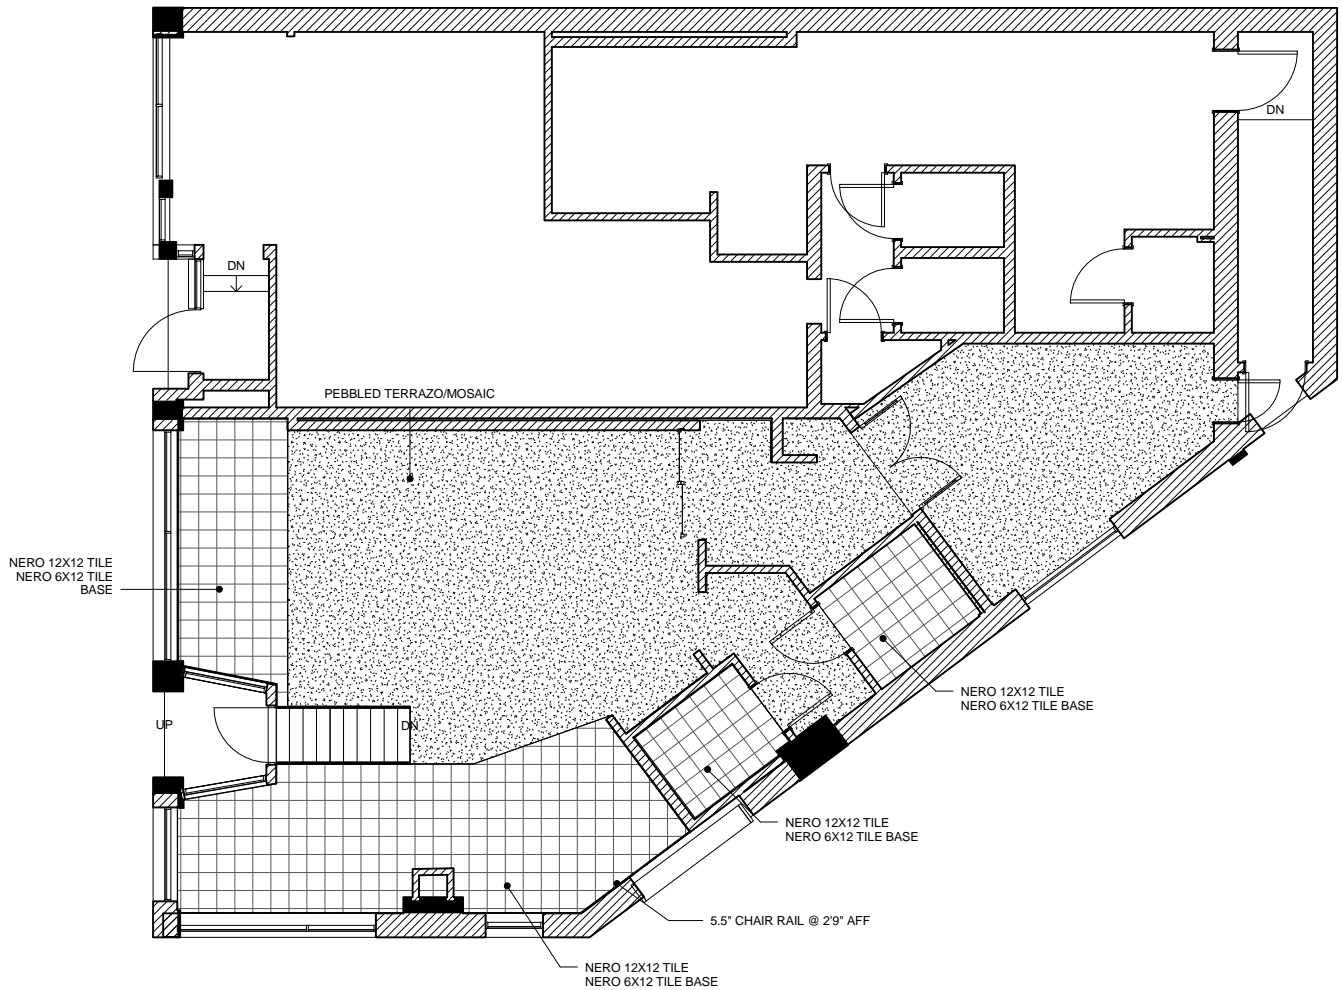 DN
DN
PEBBLED TERRAZO/MOSAIC
NERO 12X12 TILE
NERO 6X12 TILE
BASE
NERO 12X12 TILE
NERO 6X12 TILE BASE
UP
DN
NERO 12X12 TILE
NERO 6X12 TILE BASE
5.5" CHAIR RAIL @ 2'9" AFF
NERO 12X12 TILE
NERO 6X12 TILE BASE